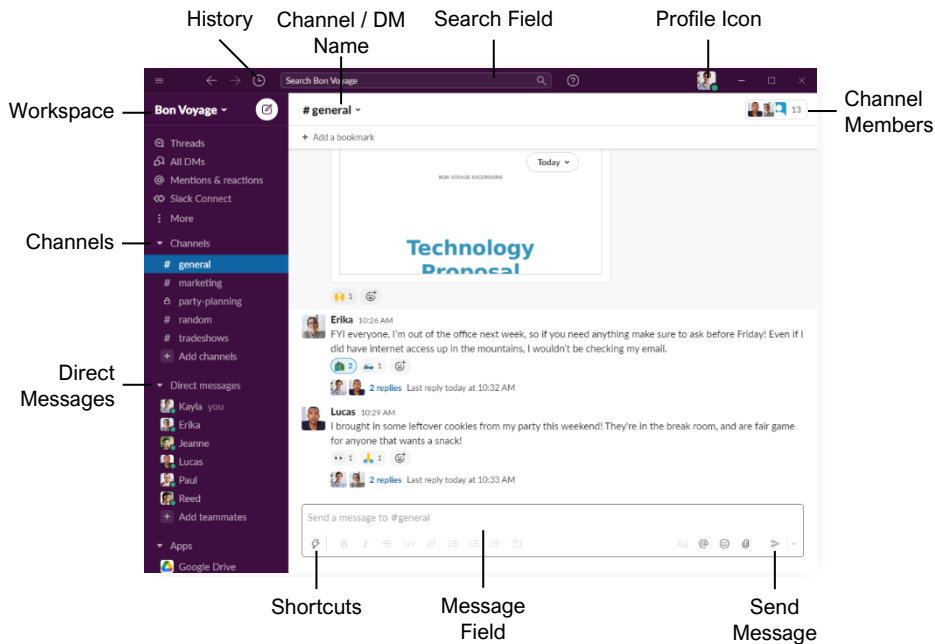 History
Channel / DM
Name
Search Field
Profile Icon
Search Bon Voyage
Workspace
Bon Voyage
# general
13
Channel
Members
+ Add a bookmark
Threads
All DMs
@ Mentions & reactions
Slack Connect
More
Today
BON VOYAGE EXCURSIONS
Technology
Proposal
Channels
Channels
# general
# marketing
party-planning
# random
# tradeshows
+ Add channels
1
Erika 10:26 AM
FYI everyone, I'm out of the office next week, so if you need anything make sure to ask before Friday! Even if I
did have internet access up in the mountains, I wouldn't be checking my email.
2 1
2 replies Last reply today at 10:32 AM
Direct
Messages
Direct messages
Kayla you
Erika
Jeanne
Lucas
Paul
Reed
+ Add teammates
Apps
Google Drive
Lucas 10:29 AM
I brought in some leftover cookies from my party this weekend! They're in the break room, and are fair game
for anyone that wants a snack!
1 1
2 replies Last reply today at 10:33 AM
Send a message to #general
B I S </> Aa @
Shortcuts
Message
Field
Send
Message